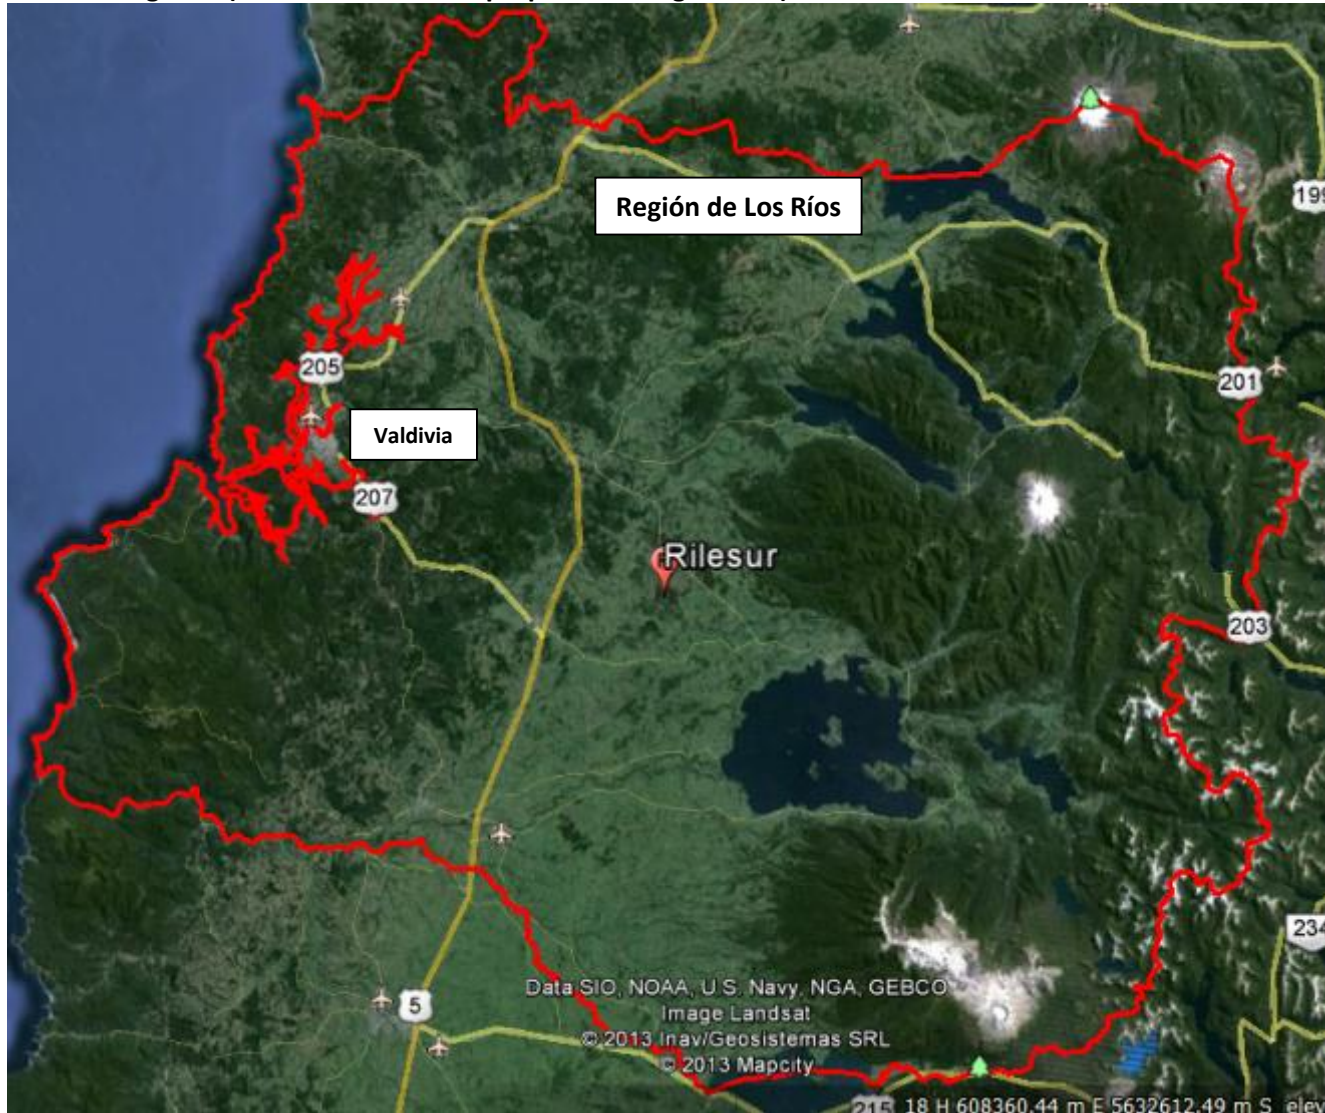 199
Región de Los Ríos
205
201
Valdivia
207
Rilesur
203
234
Data SIO, NOAA, U.S. Navy, NGA, GEBCO
Image Landsat
© 2013 Inav/Geosistemas SRL
© 2013 Mapcity
5
215
18 H 608360.44 m E 5632612.49 m S elev